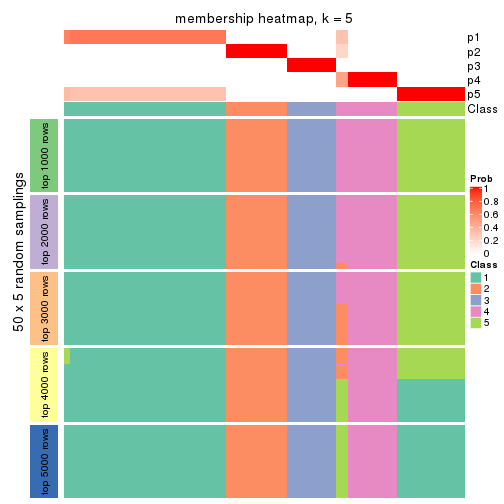 membership heatmap, k = 5
p1
p2
p3
p4
p5
Class
50 x 5 random samplings
top 1000 rows
top 2000 rows
top 3000 rows
top 4000 rows
top 5000 rows
Prob
1
0.8
0.6
0.4
0.2
0
Class
1
2
3
4
5